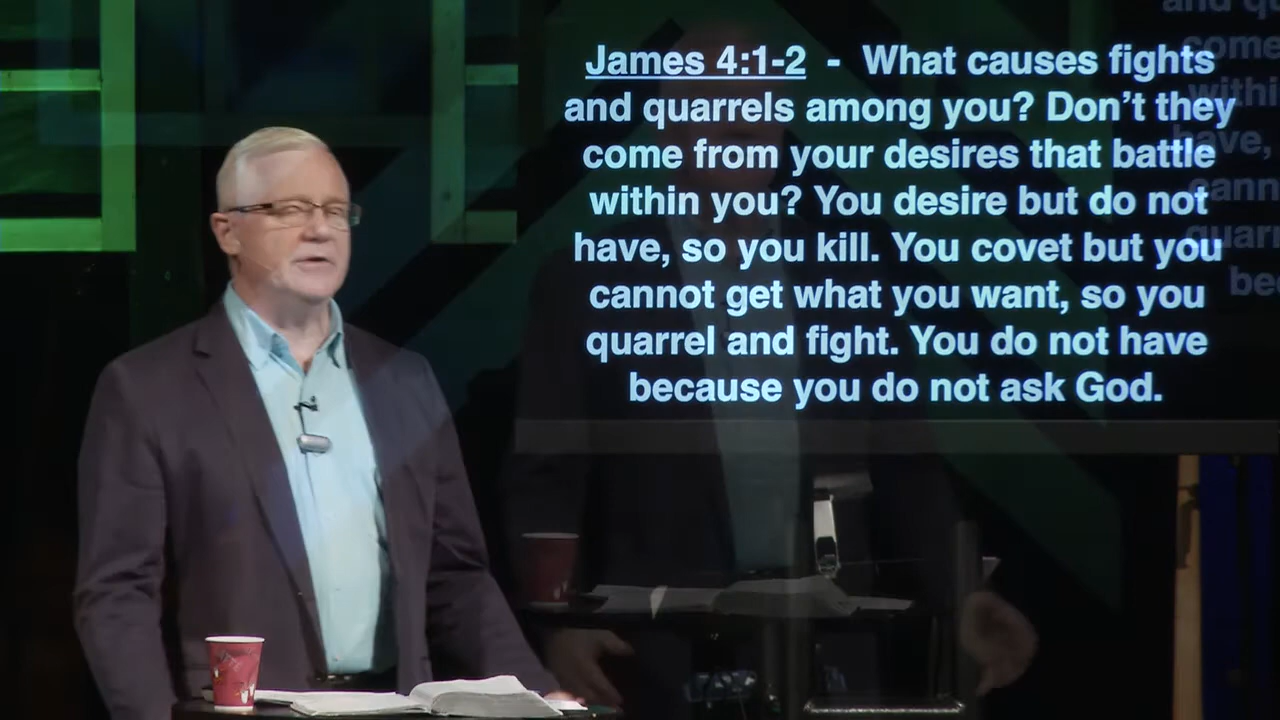 James 4:1-2 - What causes fights
and quarrels among you? Don’t they
come from your desires that battle
within you? You desire but do not
have, so you kill. You covet but you
cannot get what you want, so you
quarrel and fight. You do not have
because you do not ask God.